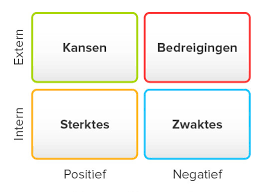 Extern
Kansen
Bedreigingen
Intern
Sterktes
Zwaktes
Positief
Negatief